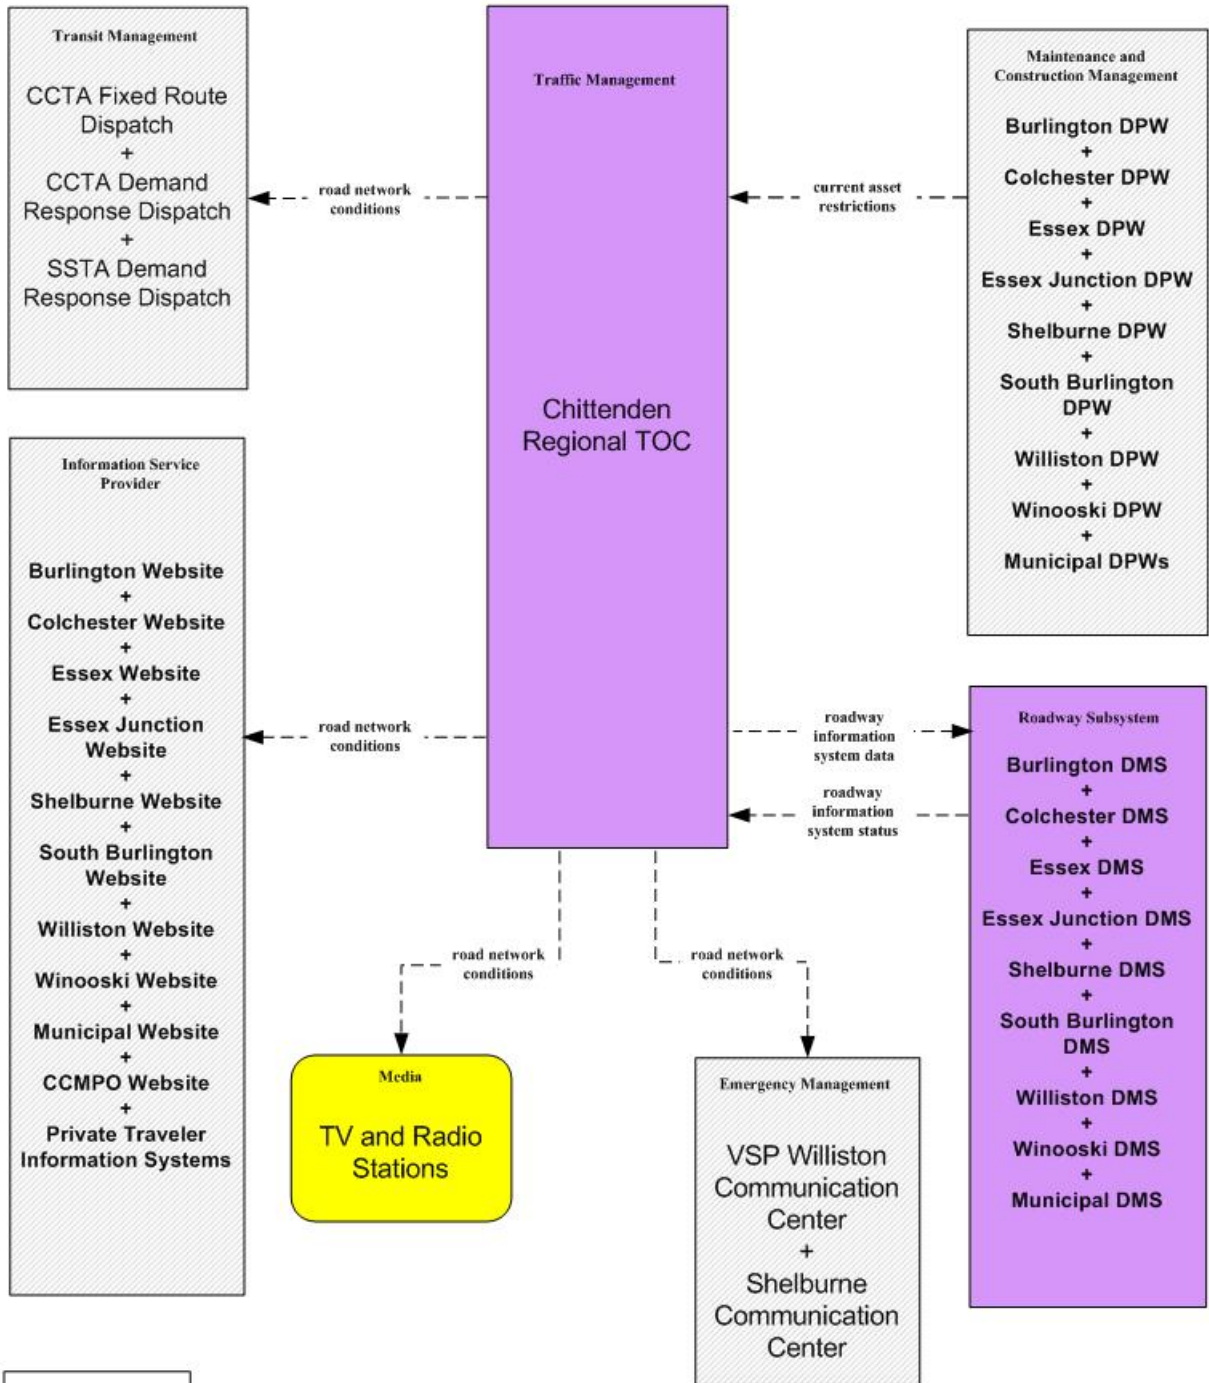 Transit Management
CCTA Fixed Route
Dispatch
+
CCTA Demand
Response Dispatch
+
SSTA Demand
Response Dispatch
road network
conditions
Traffic Management
Chittenden
Regional TOC
current asset
restrictions
Maintenance and
Construction Management
Burlington DPW
+
Colchester DPW
+
Essex DPW
+
Essex Junction DPW
+
Shelburne DPW
+
South Burlington
DPW
+
Williston DPW
+
Winooski DPW
+
Municipal DPWs
Information Service
Provider
Burlington Website
+
Colchester Website
+
Essex Website
+
Essex Junction
Website
+
Shelburne Website
+
South Burlington
Website
+
Williston Website
+
Winooski Website
+
Municipal Website
+
CCMPO Website
+
Private Traveler
Information Systems
road network
conditions
roadway
information
system data
roadway
information
system status
Roadway Subsystem
Burlington DMS
+
Colchester DMS
+
Essex DMS
+
Essex Junction DMS
+
Shelburne DMS
+
South Burlington
DMS
+
Williston DMS
+
Winooski DMS
+
Municipal DMS
road network
conditions
road network
conditions
Media
TV and Radio
Stations
Emergency Management
VSP Williston
Communication
Center
+
Shelburne
Communication
Center